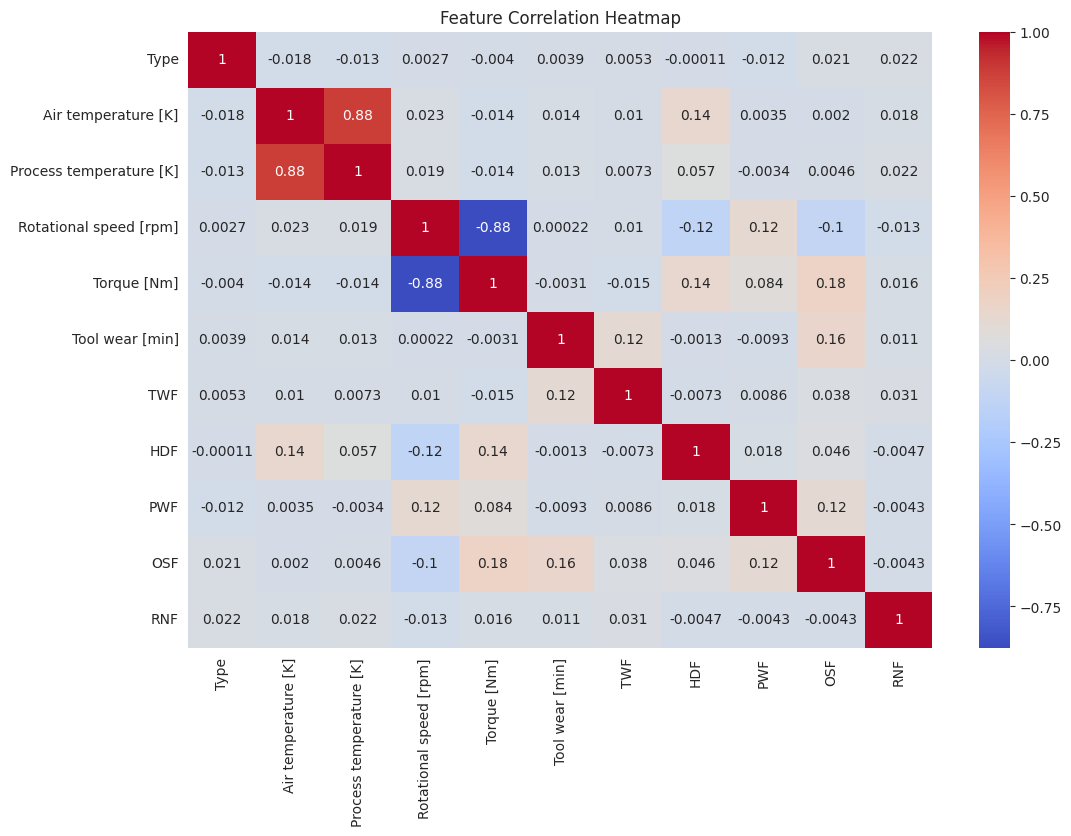 Feature Correlation Heatmap
Type 1 -0.018 -0.013 0.0027 -0.004 0.0039 0.0053 -0.00011 -0.012 0.021 0.022
Air temperature [K] -0.018 1 0.88 0.023 -0.014 0.014 0.01 0.14 0.0035 0.002 0.018
Process temperature [K] -0.013 0.88 1 0.019 -0.014 0.013 0.0073 0.057 -0.0034 0.0046 0.022
Rotational speed [rpm] 0.0027 0.023 0.019 1 -0.88 0.00022 0.01 -0.12 0.12 -0.1 -0.013
Torque [Nm] -0.004 -0.014 -0.014 -0.88 1 -0.0031 -0.015 0.14 0.084 0.18 0.016
Tool wear [min] 0.0039 0.014 0.013 0.00022 -0.0031 1 0.12 -0.0013 -0.0093 0.16 0.011
TWF 0.0053 0.01 0.0073 0.01 -0.015 0.12 1 -0.0073 0.0086 0.038 0.031
HDF -0.00011 0.14 0.057 -0.12 0.14 -0.0013 -0.0073 1 0.018 0.046 -0.0047
PWF -0.012 0.0035 -0.0034 0.12 0.084 -0.0093 0.0086 0.018 1 0.12 -0.0043
OSF 0.021 0.002 0.0046 -0.1 0.18 0.16 0.038 0.046 0.12 1 -0.0043
RNF 0.022 0.018 0.022 -0.013 0.016 0.011 0.031 -0.0047 -0.0043 -0.0043 1
Type
Air temperature [K]
Process temperature [K]
Rotational speed [rpm]
Torque [Nm]
Tool wear [min]
TWF
HDF
PWF
OSF
RNF
1.00
0.75
0.50
0.25
0.00
−0.25
−0.50
−0.75